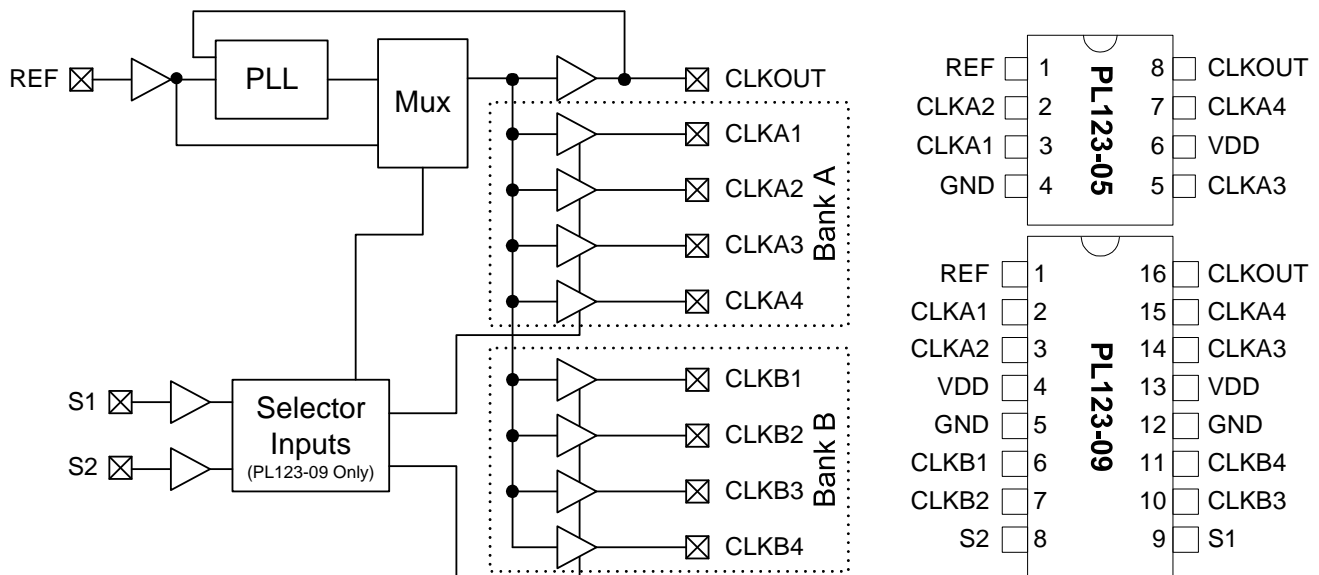 REF
PLL
Mux
CLKOUT
CLKA1
CLKA2
CLKA3
CLKA4
Bank A
S1
S2
Selector
Inputs
(PL123-09 Only)
CLKB1
CLKB2
CLKB3
CLKB4
Bank B
REF 1 8 CLKOUT
CLKA2 2 7 CLKA4
CLKA1 3 6 VDD
GND 4 5 CLKA3
PL123-05
REF 1 16 CLKOUT
CLKA1 2 15 CLKA4
CLKA2 3 14 CLKA3
VDD 4 13 VDD
GND 5 12 GND
CLKB1 6 11 CLKB4
CLKB2 7 10 CLKB3
S2 8 9 S1
PL123-09